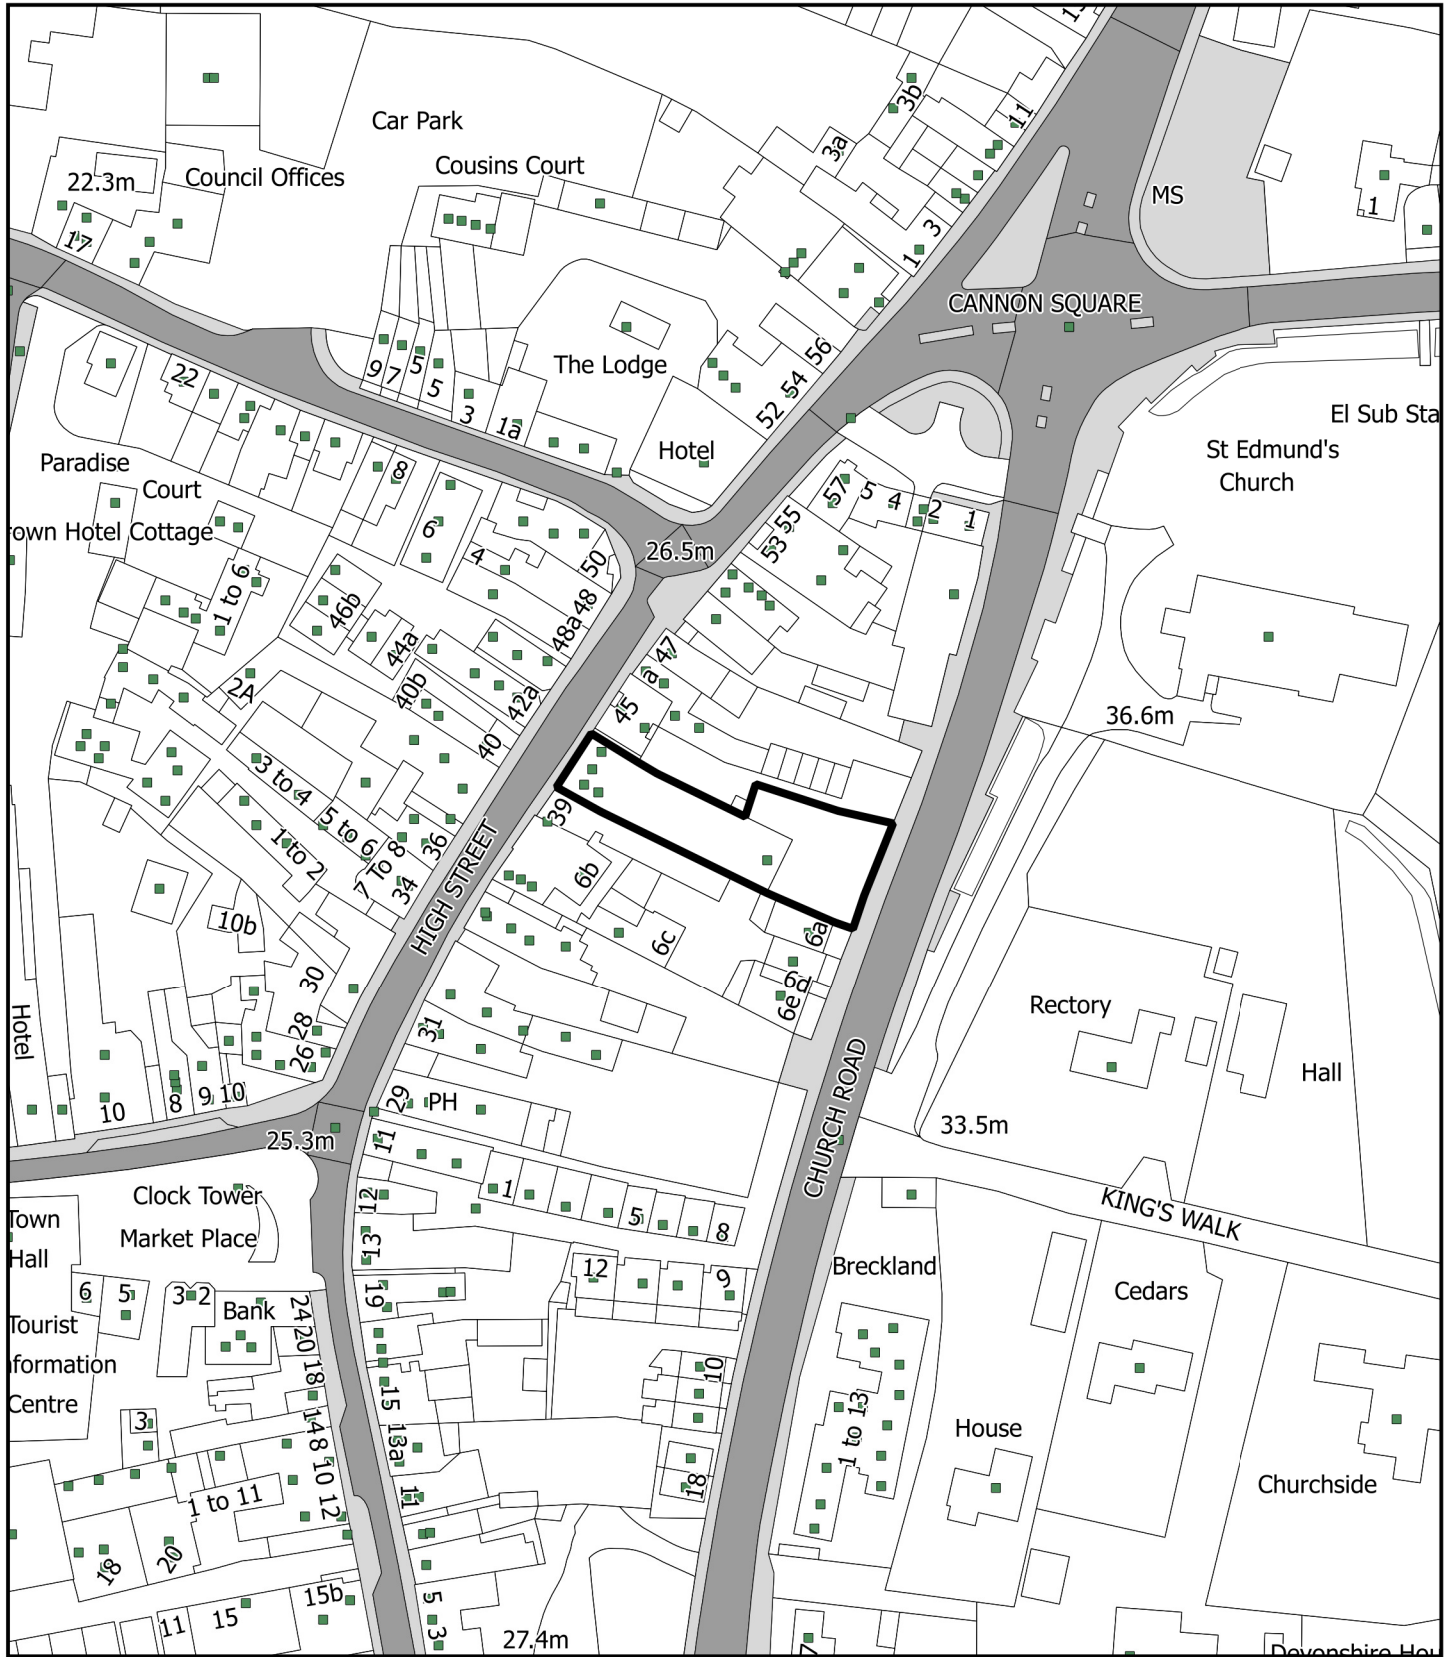 11
3b
3a
Car Park
Cousins Court
22.3m
Council Offices
17
MS
1
3
1
CANNON SQUARE
9
7
5
5
3
1a
The Lodge
56
54
52
22
Hotel
El Sub Sta
St Edmund's
Church
Paradise
Court
8
6
4
50
57
5
4
2
1
55
53
26.5m
own Hotel Cottage
1 to 6
46b
48
48a
44a
47
a
2A
40b
42a
45
40
36.6m
3 to 4
5 to 6
7 To 8
1 to 2
36
34
39
HIGH STREET
6b
6c
6a
6d
6e
10b
30
28
26
31
Rectory
Hall
Hotel
10
8
9
10
29
PH
33.5m
25.3m
11
CHURCH ROAD
KING'S WALK
Clock Tower
Market Place
12
13
1
5
8
Town
Hall
Breckland
Cedars
12
9
6
5
3
2
Bank
24
20
18
19
Tourist
formation
Centre
10
3
14
8
10
12
15
13a
11
1 to 13
House
Churchside
18
1 to 11
18
20
15b
15
11
5
3
27.4m
7
Devonshire Hou